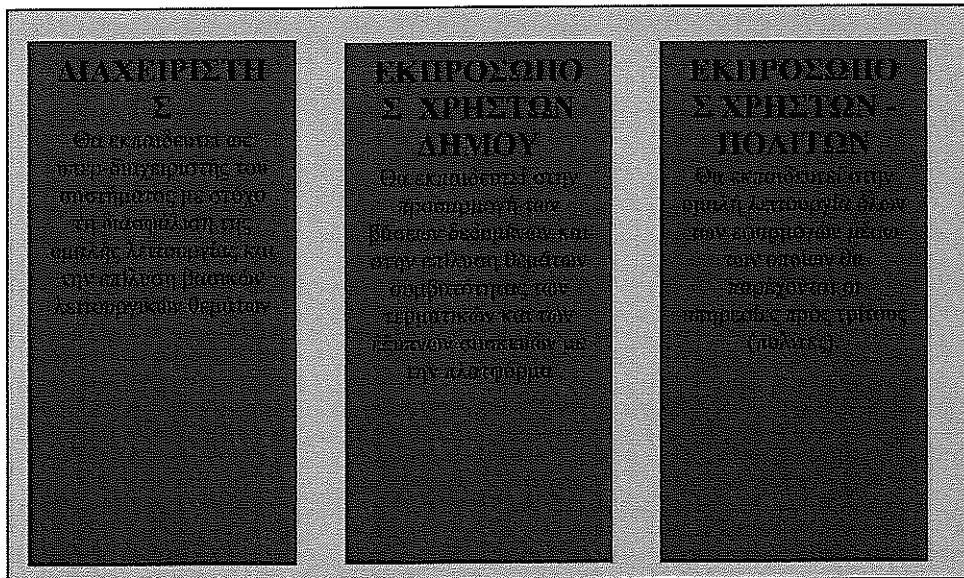 ΔΙΑΧΕΙΡΙΣΤΗ
Σ
Θα εκπαιδευτεί ως
υπερ-διαχειριστής του
συστήματος με στόχο
τη διασφάλιση της
ομαλής λειτουργίας και
την επίλυση βασικών
λειτουργικών θεμάτων
ΕΚΠΡΟΣΩΠΟ
Σ ΧΡΗΣΤΩΝ
ΔΗΜΟΥ
Θα εκπαιδευτεί στην
προσαρμογή των
βάσεων δεδομένων και
στην επίλυση θεμάτων
συμβατότητας των
τερματικών και των
έξυπνων συσκευών με
την πλατφόρμα
ΕΚΠΡΟΣΩΠΟ
Σ ΧΡΗΣΤΩΝ -
ΠΟΛΙΤΩΝ
Θα εκπαιδευτεί στην
ομαλή λειτουργία όλων
των εφαρμογών μέσω
των οποίων θα
παρέχονται οι
υπηρεσίες προς τρίτους
(πολίτες)